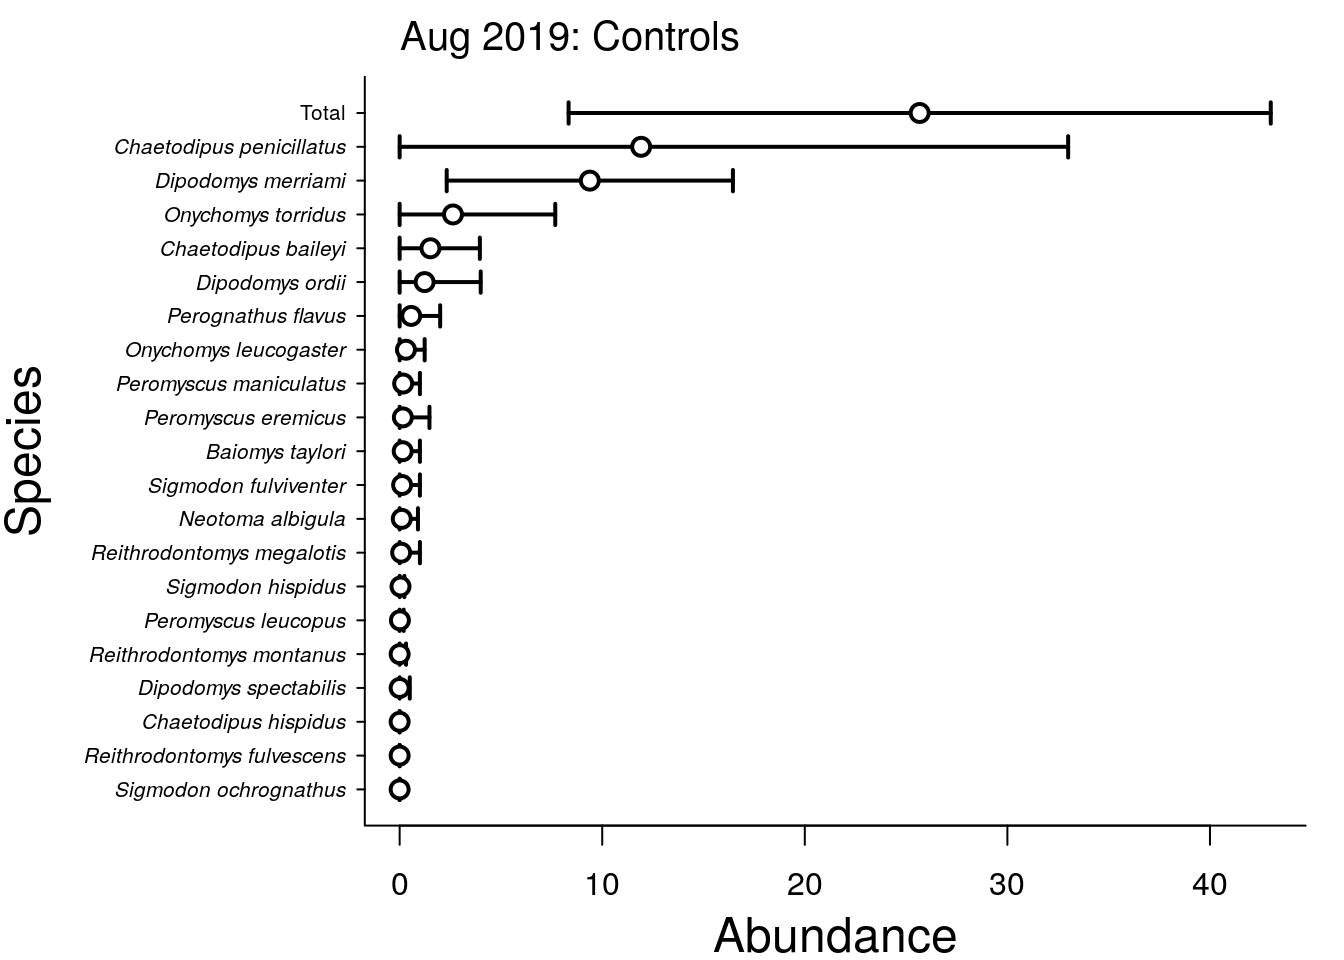 Aug 2019: Controls
Species
Total
Chaetodipus penicillatus
Dipodomys merriami
Onychomys torridus
Chaetodipus baileyi
Dipodomys ordii
Perognathus flavus
Onychomys leucogaster
Peromyscus maniculatus
Peromyscus eremicus
Baiomys taylori
Sigmodon fulviventer
Neotoma albigula
Reithrodontomys megalotis
Sigmodon hispidus
Peromyscus leucopus
Reithrodontomys montanus
Dipodomys spectabilis
Chaetodipus hispidus
Reithrodontomys fulvescens
Sigmodon ochrognathus
0 10 20 30 40
Abundance